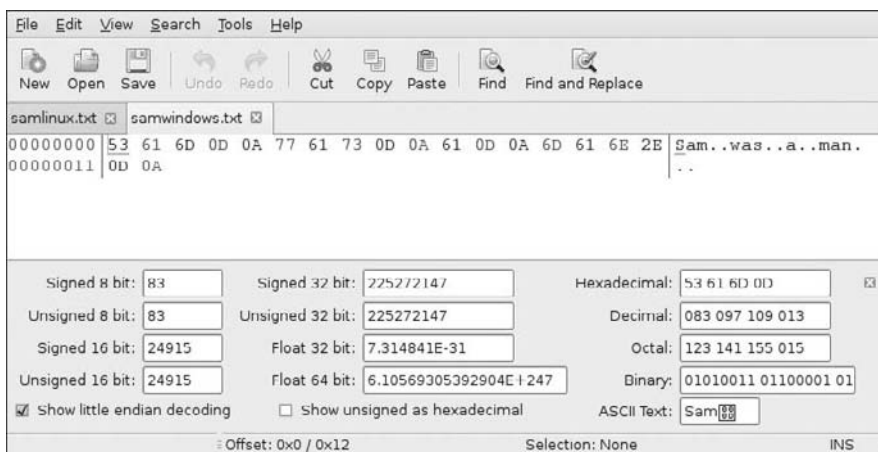 File Edit View Search Tools Help
New Open Save Undo Redo Cut Copy Paste Find Find and Replace
samlinux.txt samwindows.txt
00000000 53 61 6D 0D 0A 77 61 73 0D 0A 61 0D 0A 6D 61 6E 2E Sam..was..a..man.
00000011 0D 0A ..
Signed 8 bit: 83 Signed 32 bit: 225272147 Hexadecimal: 53 61 6D 0D
Unsigned 8 bit: 83 Unsigned 32 bit: 225272147 Decimal: 083 097 109 013
Signed 16 bit: 24915 Float 32 bit: 7.314841E-31 Octal: 123 141 155 015
Unsigned 16 bit: 24915 Float 64 bit: 6.10569305392904E+247 Binary: 01010011 01100001 01
Show little endian decoding Show unsigned as hexadecimal ASCII Text: Sam
Offset: 0x0 / 0x12 Selection: None INS